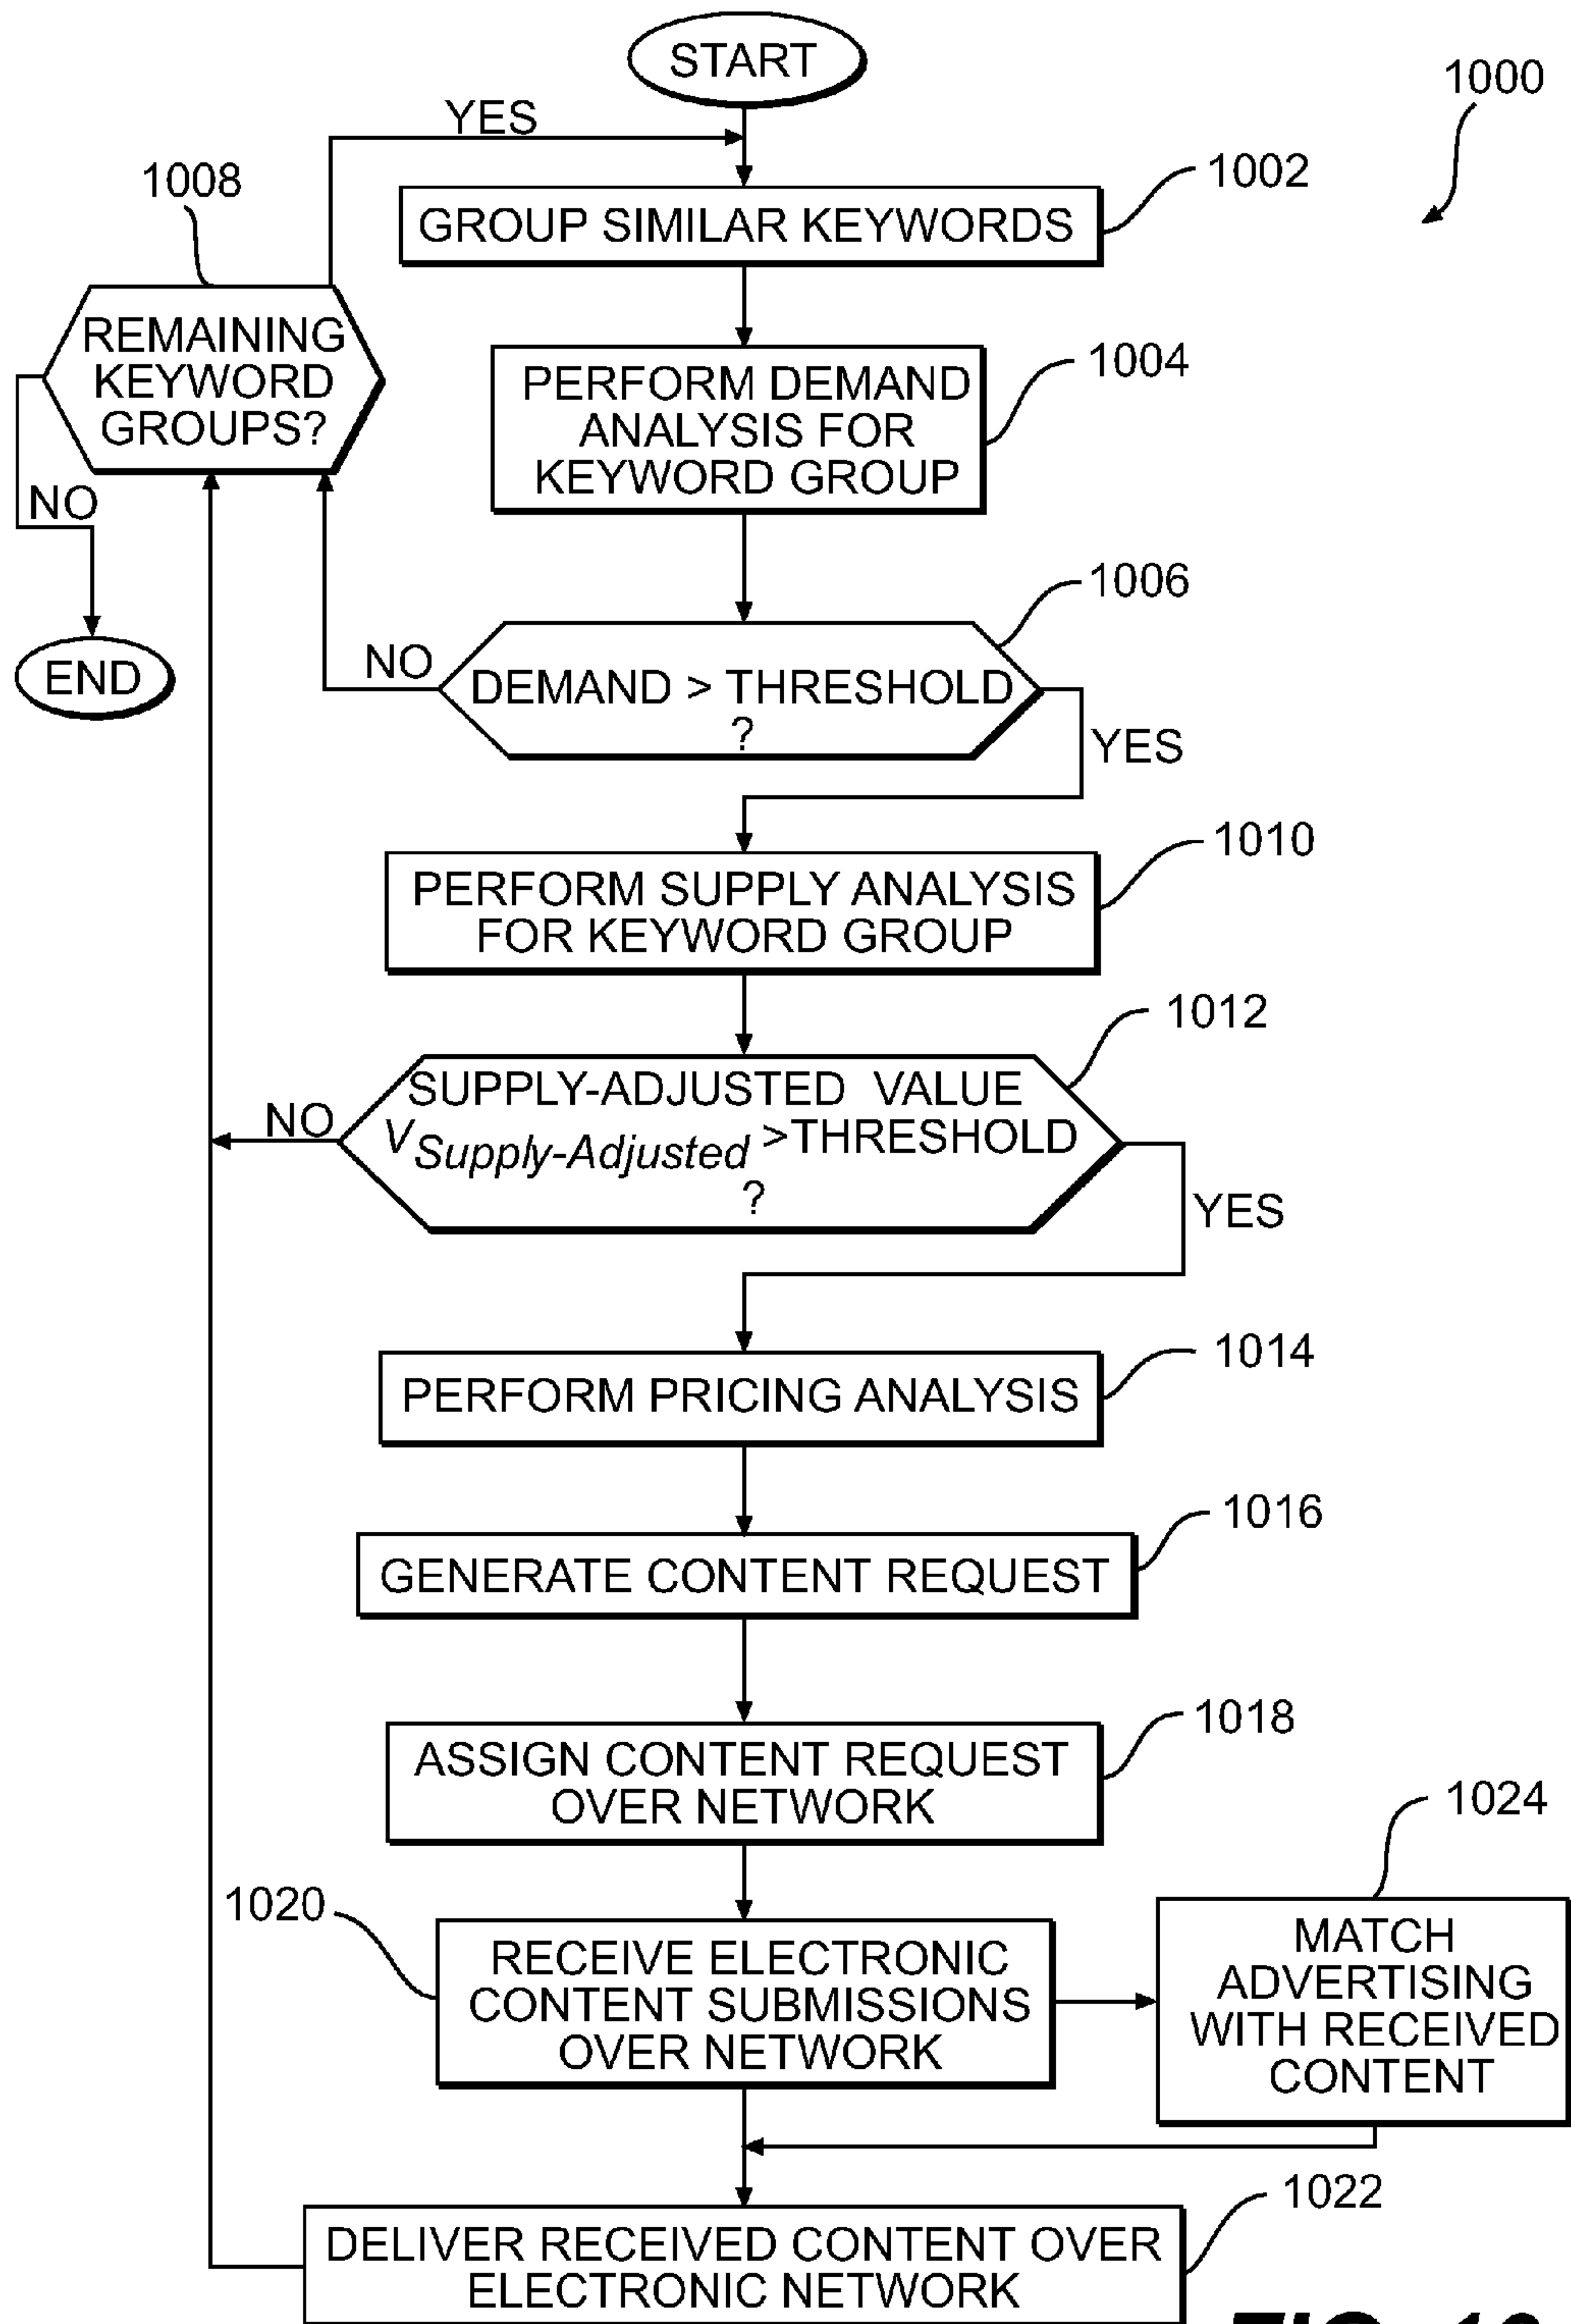 START
1000
YES
1002
1008
GROUP SIMILAR KEYWORDS
REMAINING
KEYWORD
GROUPS?
1004
PERFORM DEMAND
ANALYSIS FOR
KEYWORD GROUP
NO
END
1006
NO
DEMAND > THRESHOLD
?
YES
1010
PERFORM SUPPLY ANALYSIS
FOR KEYWORD GROUP
1012
SUPPLY-ADJUSTED VALUE
V Supply-Adjusted >THRESHOLD
?
NO
YES
1014
PERFORM PRICING ANALYSIS
1016
GENERATE CONTENT REQUEST
1018
ASSIGN CONTENT REQUEST
OVER NETWORK
1024
1020
RECEIVE ELECTRONIC
CONTENT SUBMISSIONS
OVER NETWORK
MATCH
ADVERTISING
WITH RECEIVED
CONTENT
1022
DELIVER RECEIVED CONTENT OVER
ELECTRONIC NETWORK